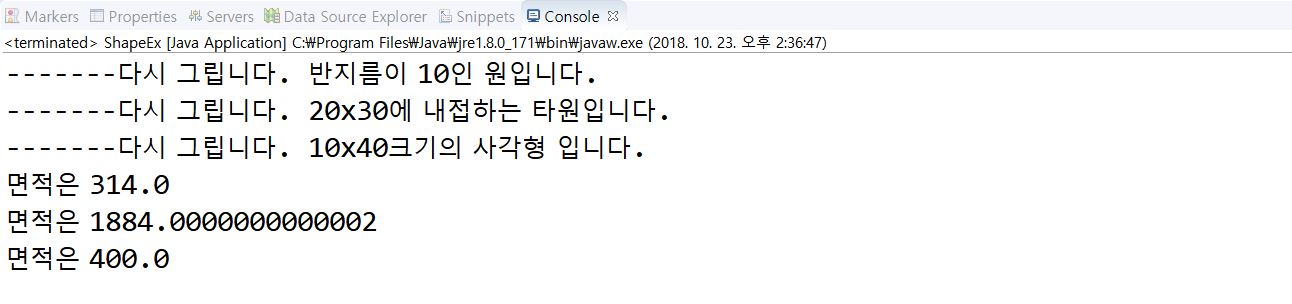 Markers Properties Servers Data Source Explorer Snippets Console
<terminated> ShapeEx [Java Application] C:₩Program Files₩Java₩jre1.8.0_171₩bin₩javaw.exe (2018. 10. 23. 오후 2:36:47)
-------다시 그립니다. 반지름이 10인 원입니다.
-------다시 그립니다. 20x30에 내접하는 타원입니다.
-------다시 그립니다. 10x40크기의 사각형 입니다.
면적은 314.0
면적은 1884.0000000000002
면적은 400.0